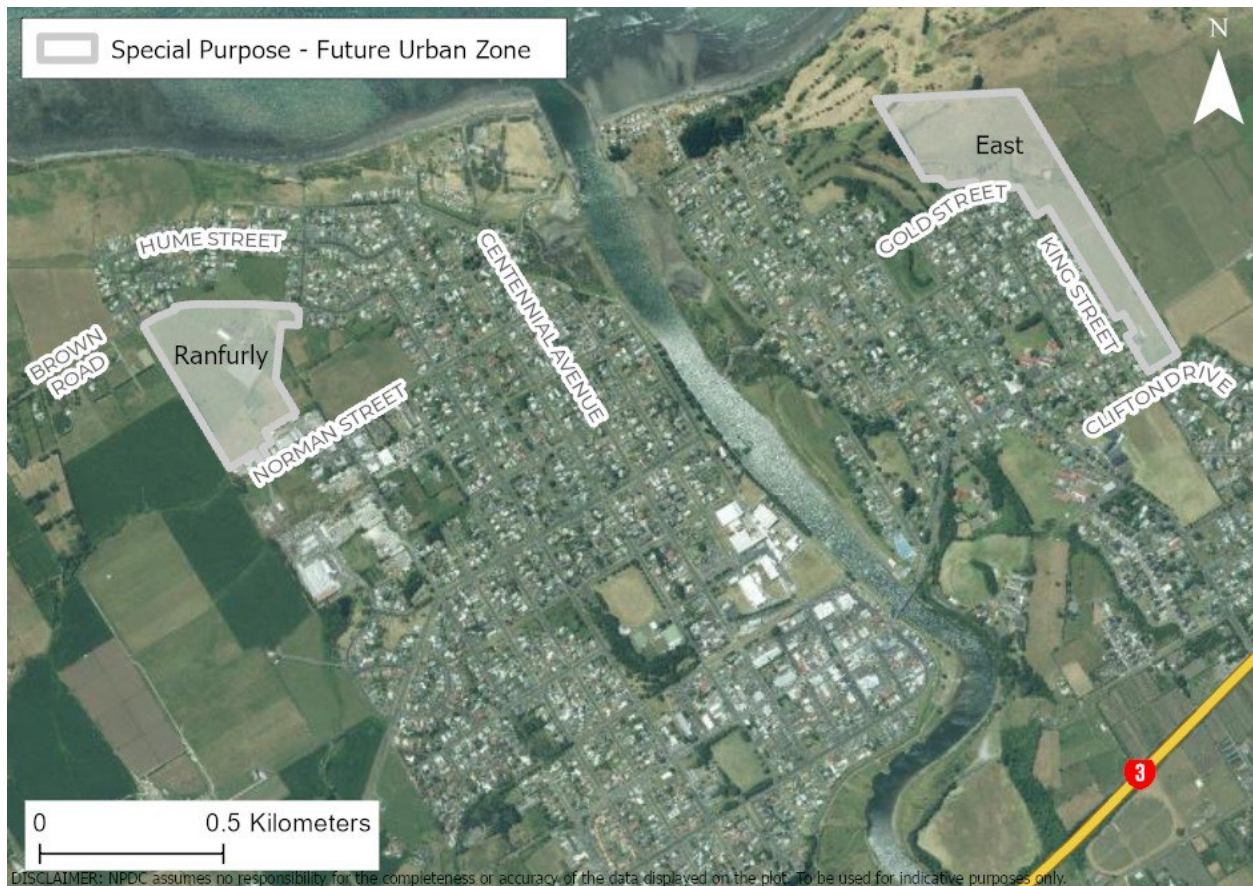 Special Purpose - Future Urban Zone
N
East
GOLD STREET
HUME STREET
CENTENNIAL AVENUE
KING STREET
Ranfurly
BROWN
ROAD
CLIFTON DRIVE
NORMAN STREET
3
0 0.5 Kilometers
DISCLAIMER: NPDC assumes no responsibility for the completeness or accuracy of the data displayed on the plot. To be used for indicative purposes only.